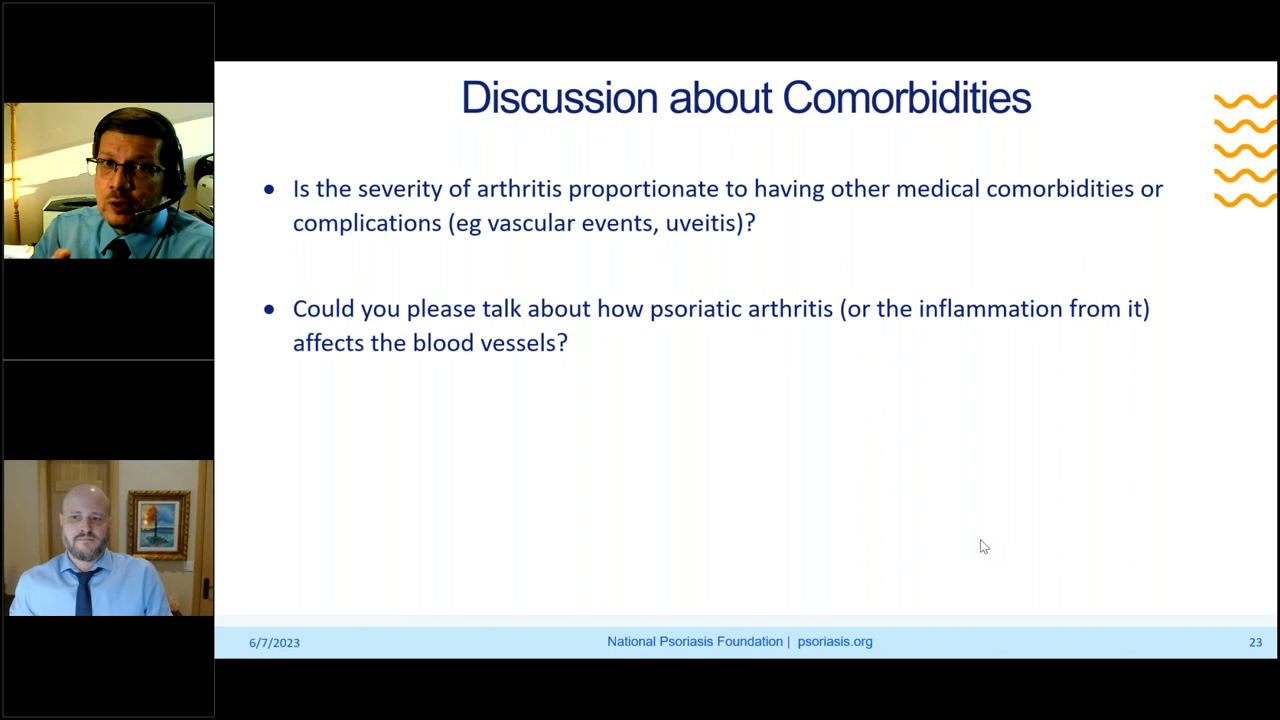 Discussion about Comorbidities
● Is the severity of arthritis proportionate to having other medical comorbidities or
complications (eg vascular events, uveitis)?
● Could you please talk about how psoriatic arthritis (or the inflammation from it)
affects the blood vessels?
6/7/2023
National Psoriasis Foundation | psoriasis.org
23